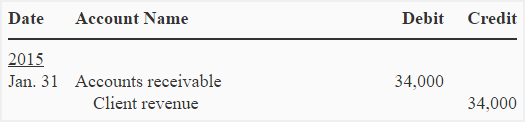 Date Account Name Debit Credit
2015
Jan. 31 Accounts receivable 34,000
Client revenue 34,000